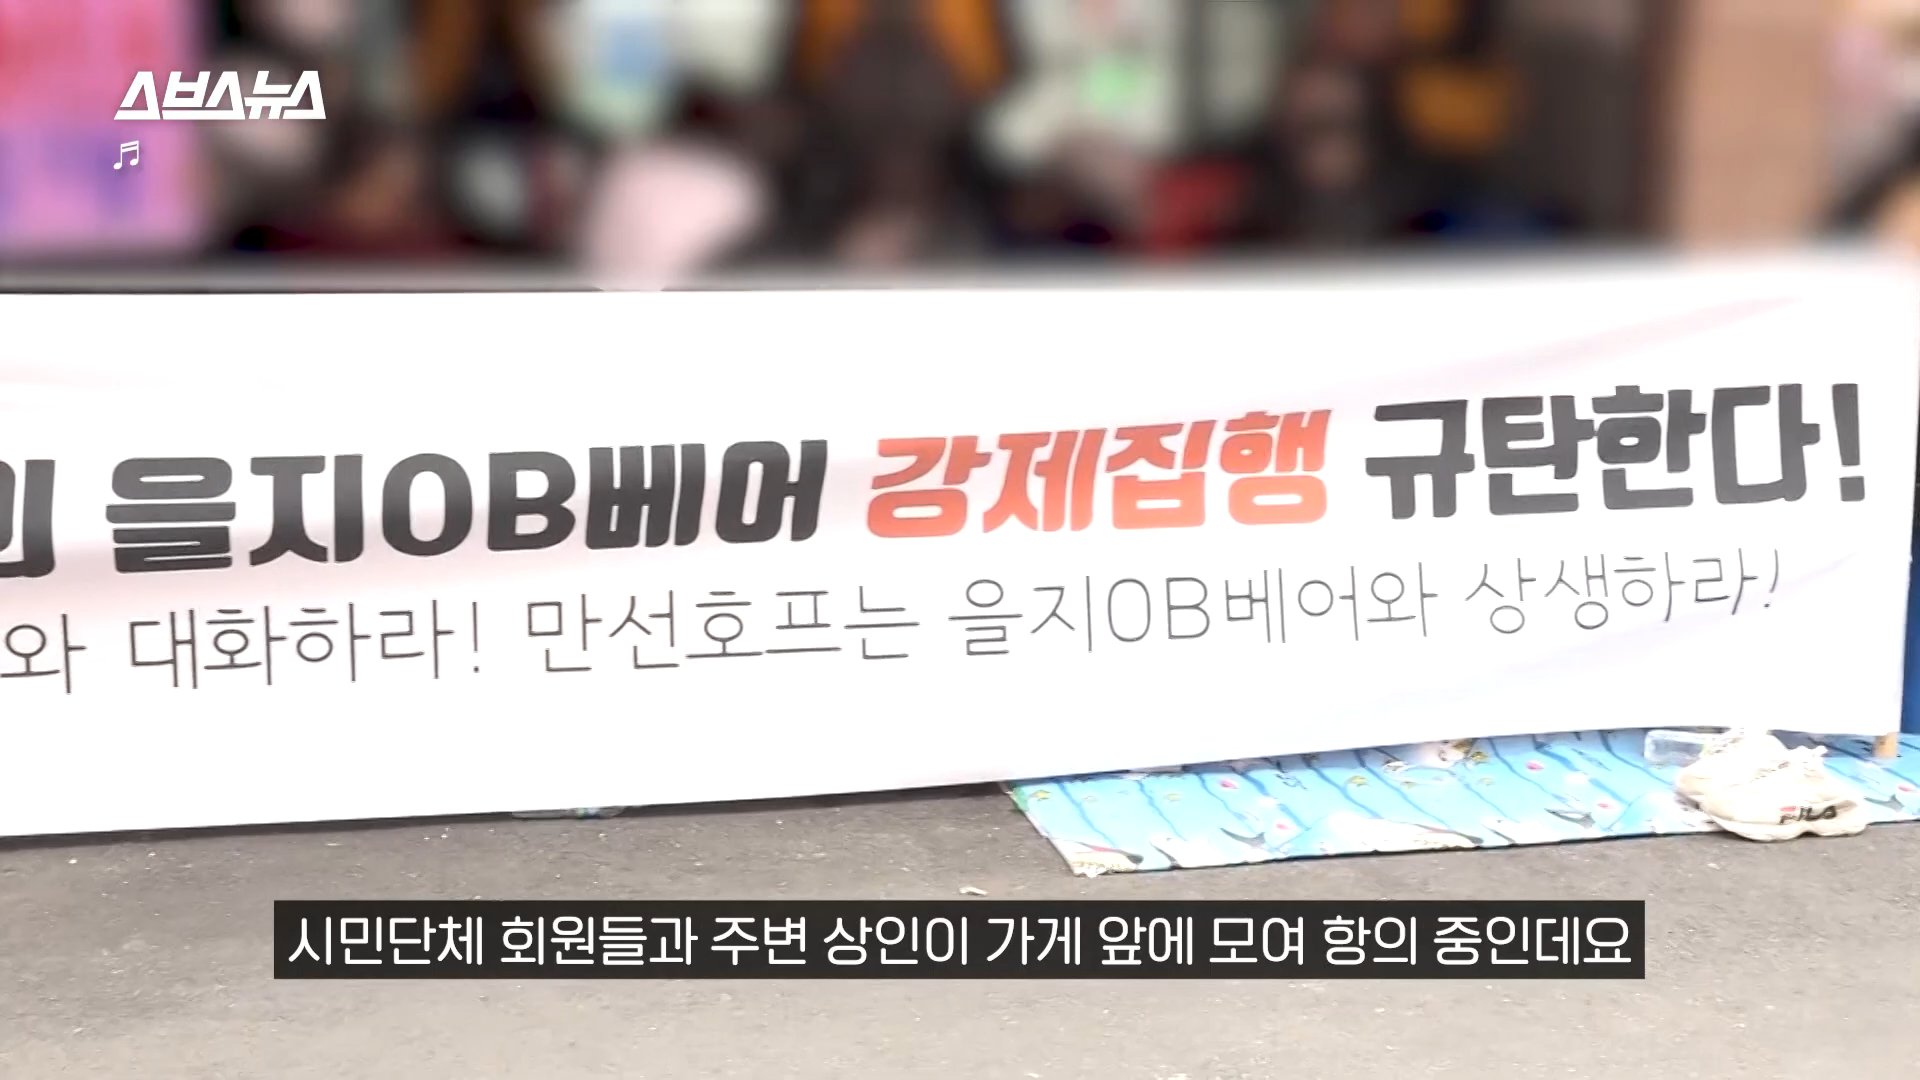 스브스뉴스
을지OB베어 강제집행 규탄한다!
와 대화하라! 만선호프는 을지OB베어와 상생하라!
FILA
시민단체 회원들과 주변 상인이 가게 앞에 모여 항의 중인데요